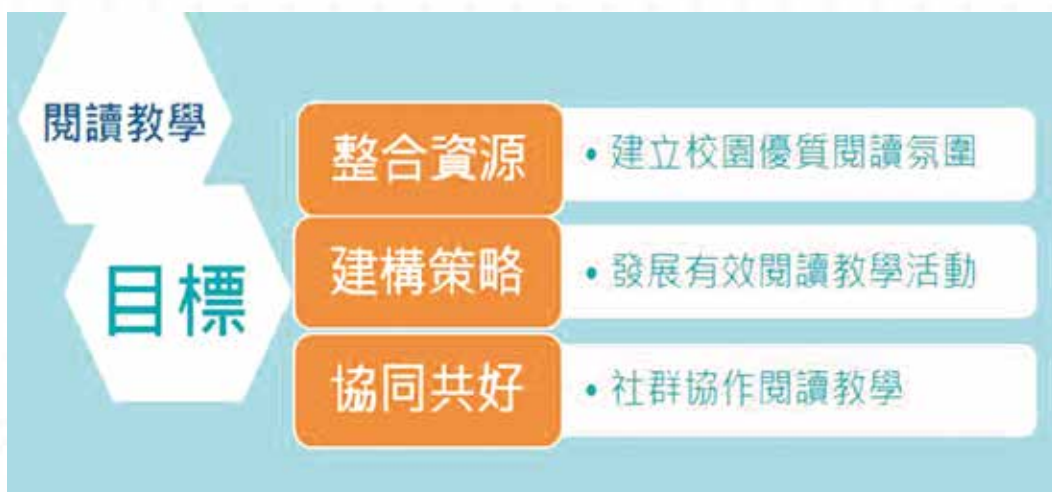 閱讀教學
目標
整合資源
• 建立校園優質閱讀氛圍
建構策略
• 發展有效閱讀教學活動
協同共好
• 社群協作閱讀教學